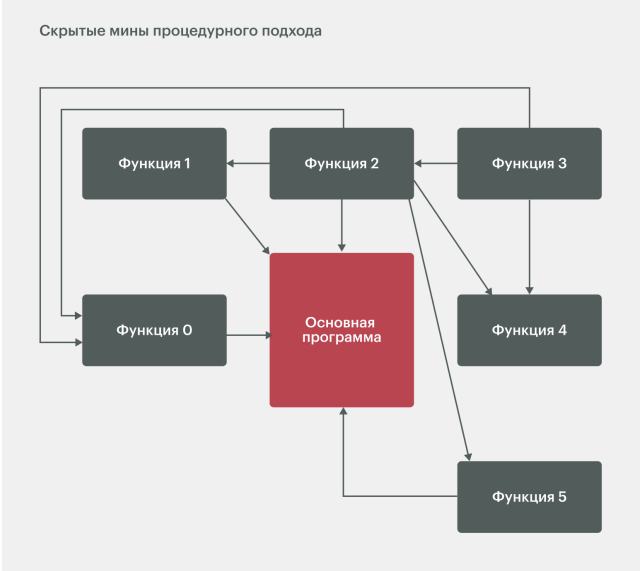 Скрытые мины процедурного подхода
Функция 1
Функция 2
Функция 3
Функция 0
Основная
программа
Функция 4
Функция 5